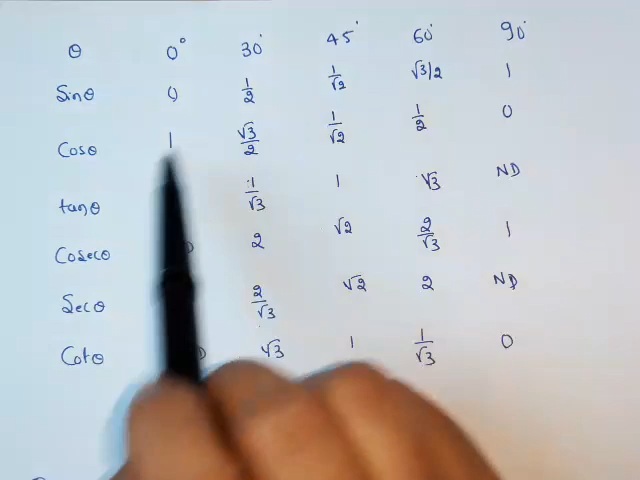 θ 0° 30° 45° 60° 90°
Sinθ 0 1/2 1/√2 √3/2 1
Cosθ 1 √3/2 1/√2 1/2 0
tanθ 1/√3 1 √3 ND
Cosecθ D 2 √2 2/√3 1
Secθ 2/√3 √2 2 ND
Cotθ D √3 1 1/√3 0